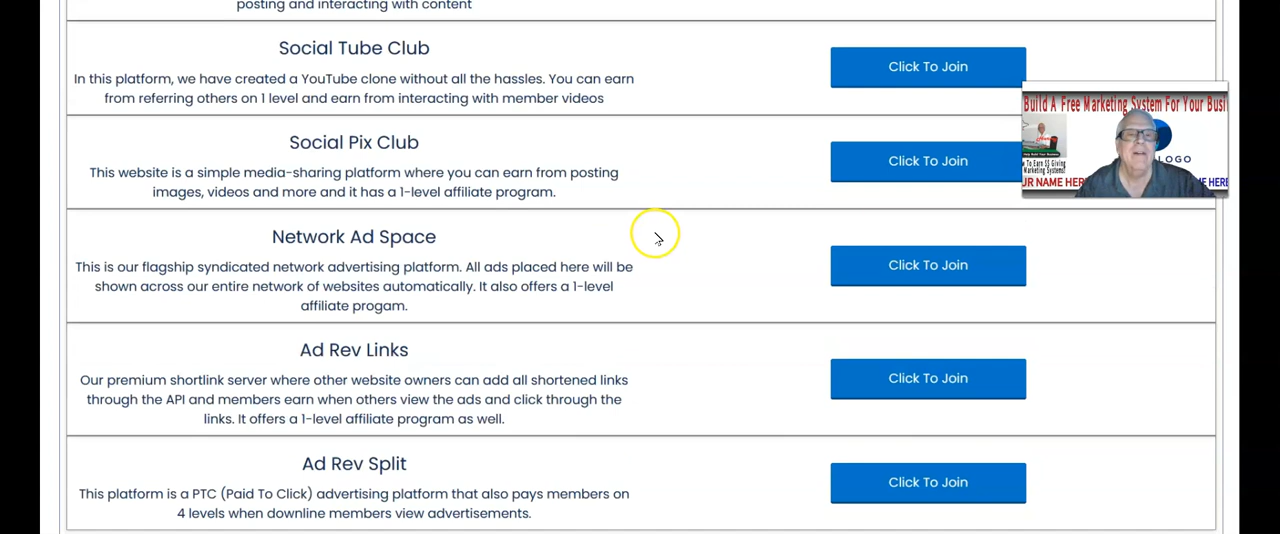 posting and interacting with content
Social Tube Club
In this platform, we have created a YouTube clone without all the hassles. You can earn
from referring others on 1 level and earn from interacting with member videos
Click To Join
Social Pix Club
This website is a simple media-sharing platform where you can earn from posting
images, videos and more and it has a 1-level affiliate program.
Click To Join
Build A Free Marketing System For Your Busi
To Earn $$ Giving
Marketing Systems!
LOGO
UR NAME HER
HERE
Network Ad Space
This is our flagship syndicated network advertising platform. All ads placed here will be
shown across our entire network of websites automatically. It also offers a 1-level
affiliate progam.
Click To Join
Ad Rev Links
Our premium shortlink server where other website owners can add all shortened links
through the API and members earn when others view the ads and click through the
links. It offers a 1-level affiliate program as well.
Click To Join
Ad Rev Split
This platform is a PTC (Paid To Click) advertising platform that also pays members on
4 levels when downline members view advertisements.
Click To Join